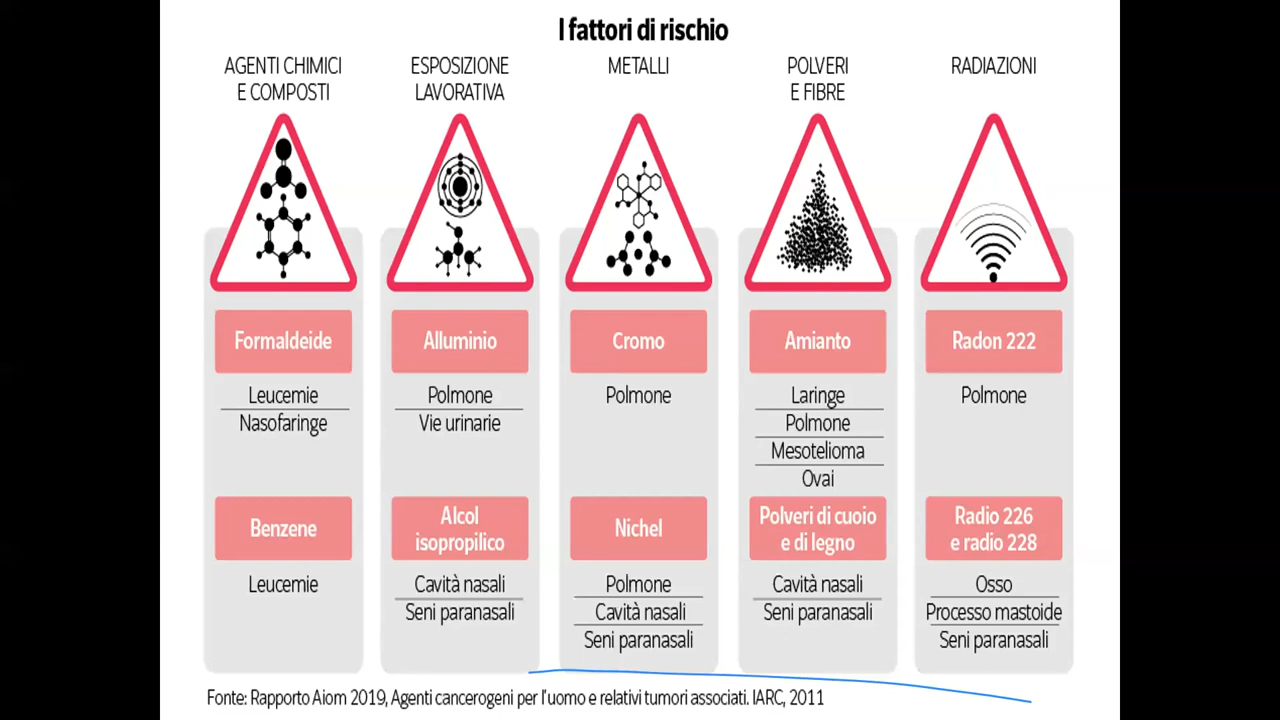 I fattori di rischio
AGENTI CHIMICI
E COMPOSTI
Formaldeide
Leucemie
Nasofaringe
Benzene
Leucemie
ESPOSIZIONE
LAVORATIVA
Alluminio
Polmone
Vie urinarie
Alcol
isopropilico
Cavità nasali
Seni paranasali
METALLI
Cromo
Polmone
Nichel
Polmone
Cavità nasali
Seni paranasali
POLVERI
E FIBRE
Amianto
Laringe
Polmone
Mesotelioma
Ovai
Polveri di cuoio
e di legno
Cavità nasali
Seni paranasali
RADIAZIONI
Radon 222
Polmone
Radio 226
e radio 228
Osso
Processo mastoide
Seni paranasali
Fonte: Rapporto Aiom 2019, Agenti cancerogeni per l'uomo e relativi tumori associati. IARC, 2011